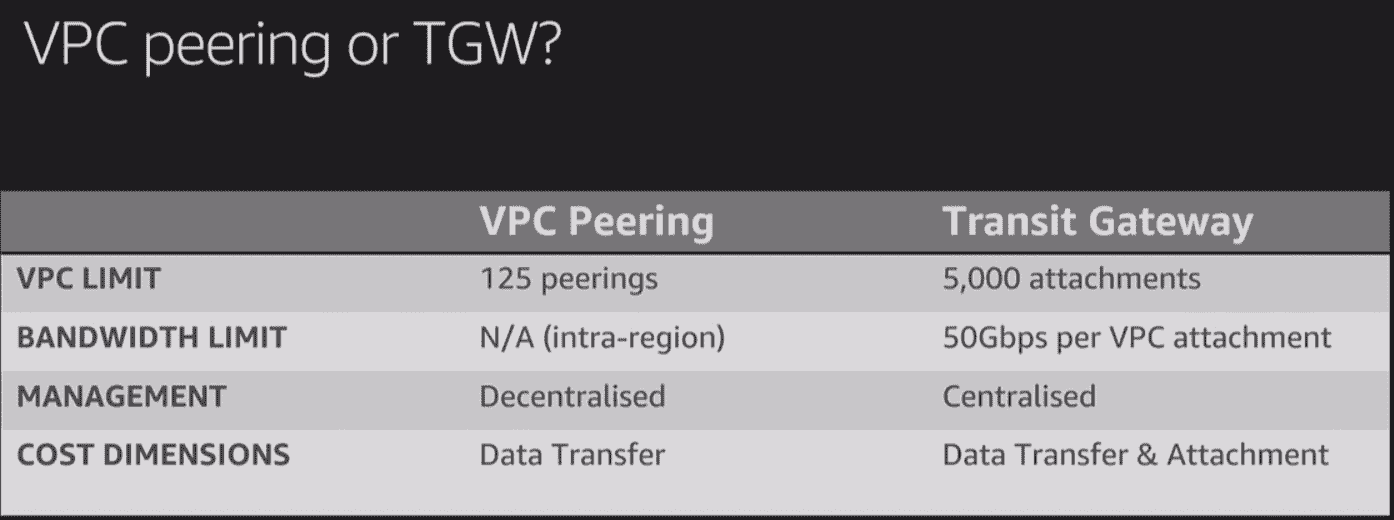 VPC peering or TGW?
VPC Peering Transit Gateway
VPC LIMIT 125 peerings 5,000 attachments
BANDWIDTH LIMIT N/A (intra-region) 50Gbps per VPC attachment
MANAGEMENT Decentralised Centralised
COST DIMENSIONS Data Transfer Data Transfer & Attachment